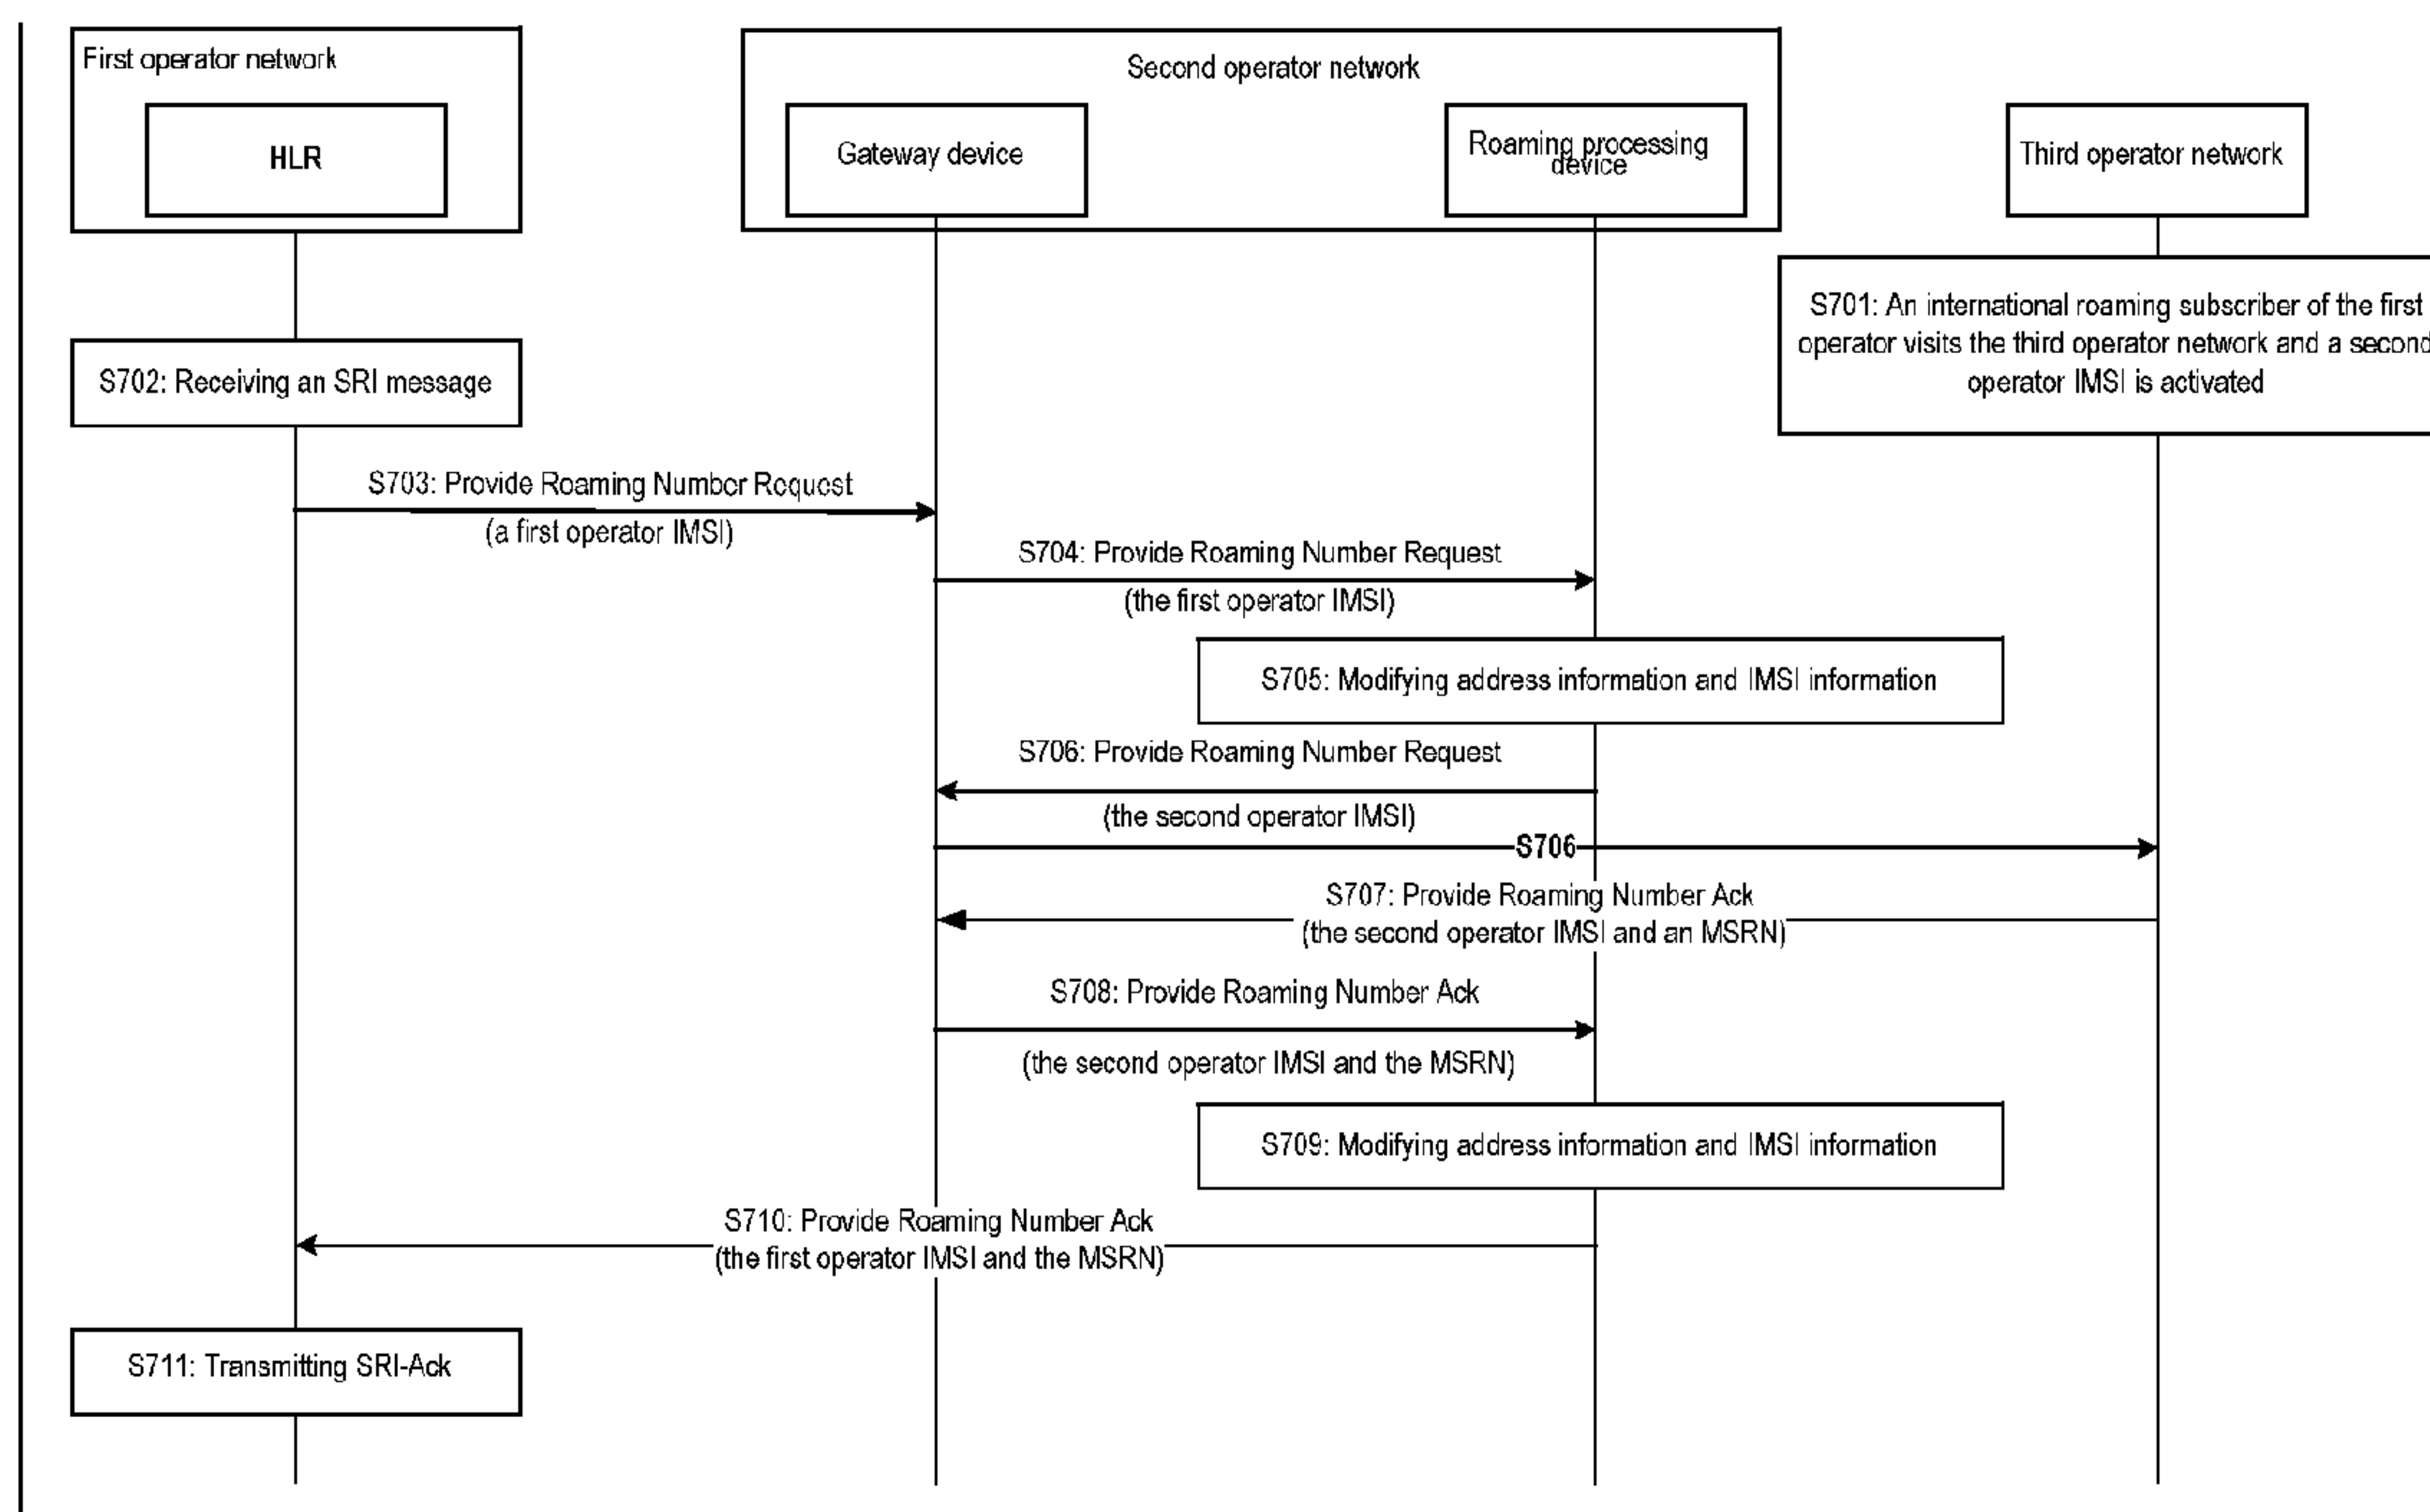 First operator network
HLR
Second operator network
Gateway device
Roaming processing
device
Third operator network
S701: An international roaming subscriber of the first
operator visits the third operator network and a second
operator IMSI is activated
S702: Receiving an SRI message
S703: Provide Roaming Number Request
(a first operator IMSI)
S704: Provide Roaming Number Request
(the first operator IMSI)
S705: Modifying address information and IMSI information
S706: Provide Roaming Number Request
(the second operator IMSI)
S706
S707: Provide Roaming Number Ack
(the second operator IMSI and an MSRN)
S708: Provide Roaming Number Ack
(the second operator IMSI and the MSRN)
S709: Modifying address information and IMSI information
S710: Provide Roaming Number Ack
(the first operator IMSI and the MSRN)
S711: Transmitting SRI-Ack